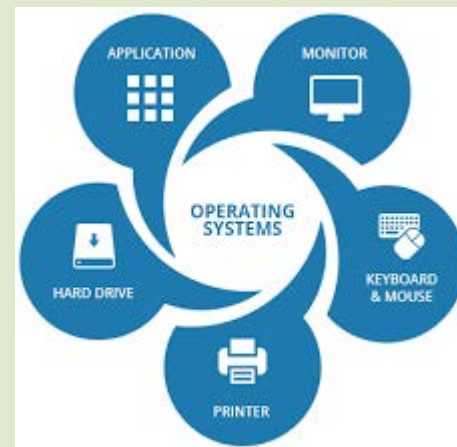 APPLICATION
MONITOR
OPERATING
SYSTEMS
HARD DRIVE
KEYBOARD
& MOUSE
PRINTER